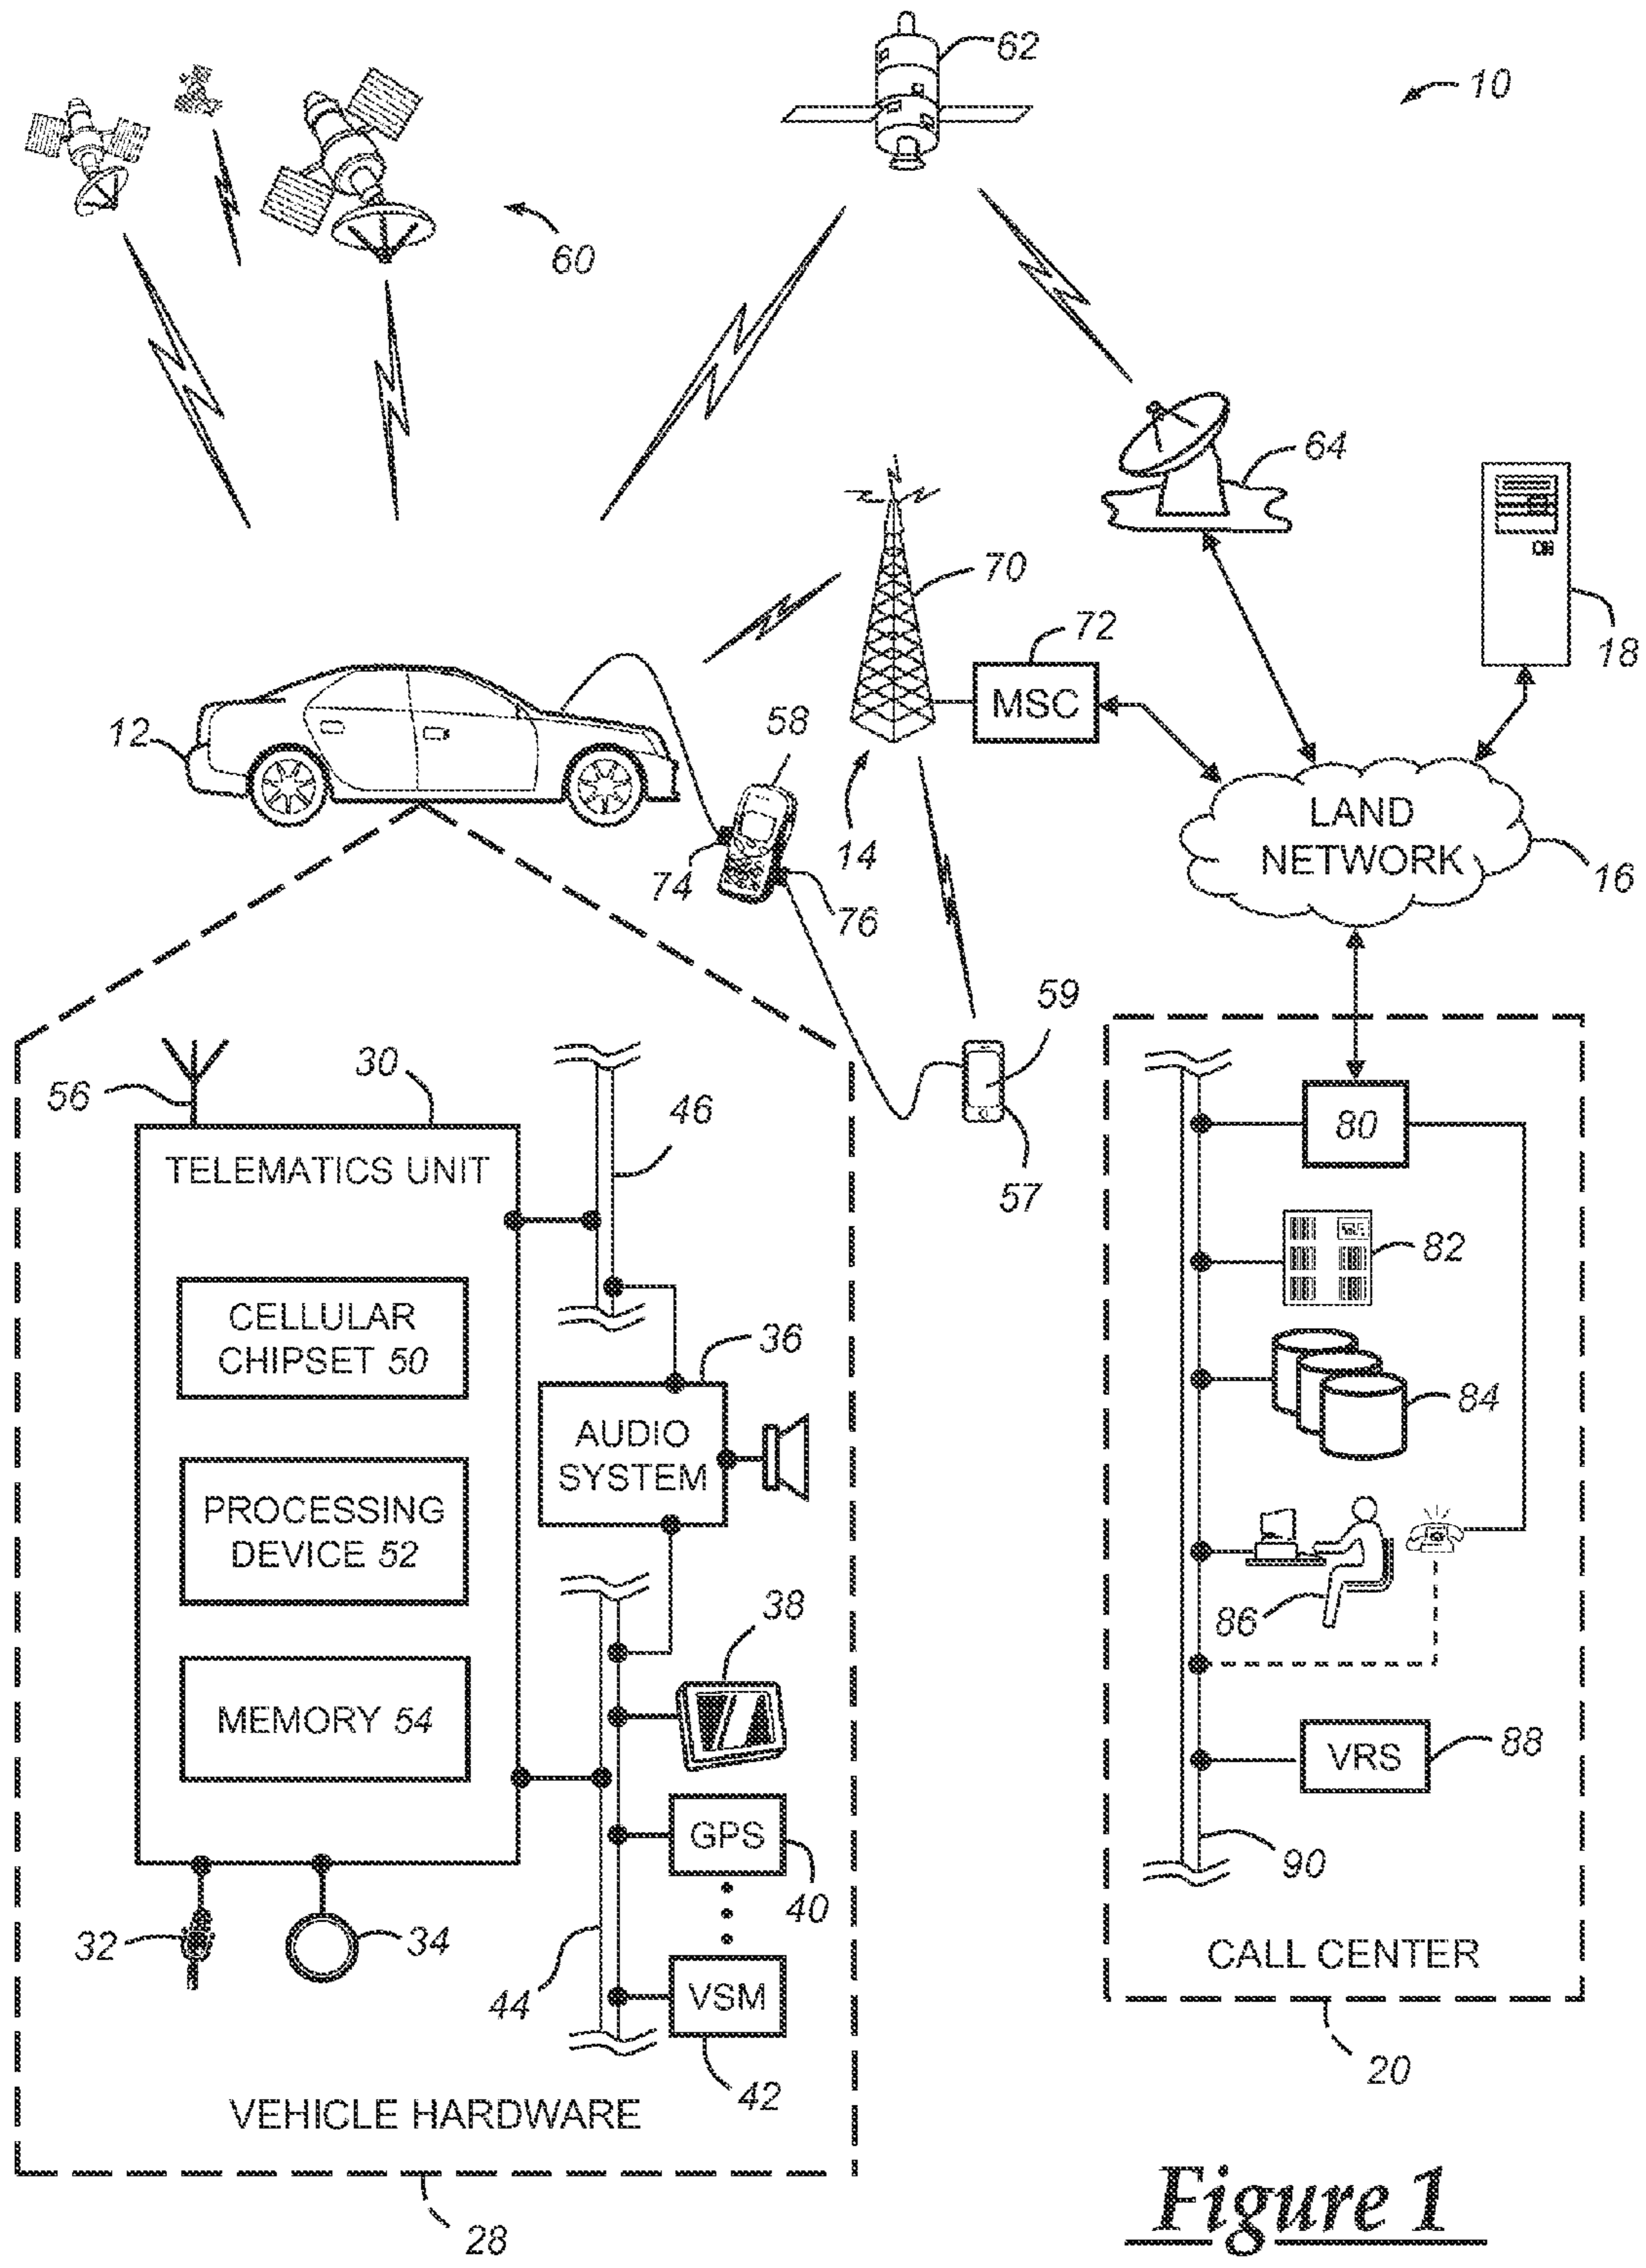 62
10
60
64
70
18
72
MSC
12
58
LAND
NETWORK
14
16
74
76
59
57
56
30
46
TELEMATICS UNIT
CELLULAR
CHIPSET 50
36
AUDIO
SYSTEM
PROCESSING
DEVICE 52
38
MEMORY 54
GPS
40
32
34
44
VSM
42
VEHICLE HARDWARE
28
80
82
84
86
VRS
88
90
CALL CENTER
20
Figure 1